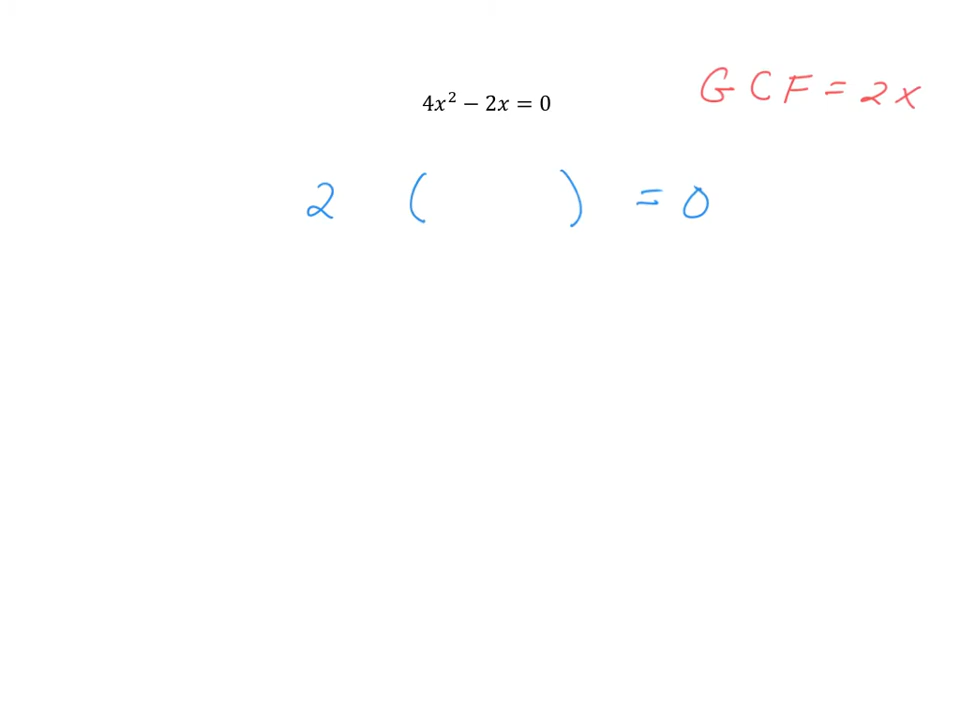 4x² − 2x = 0
GCF = 2x
2 ( ) = 0